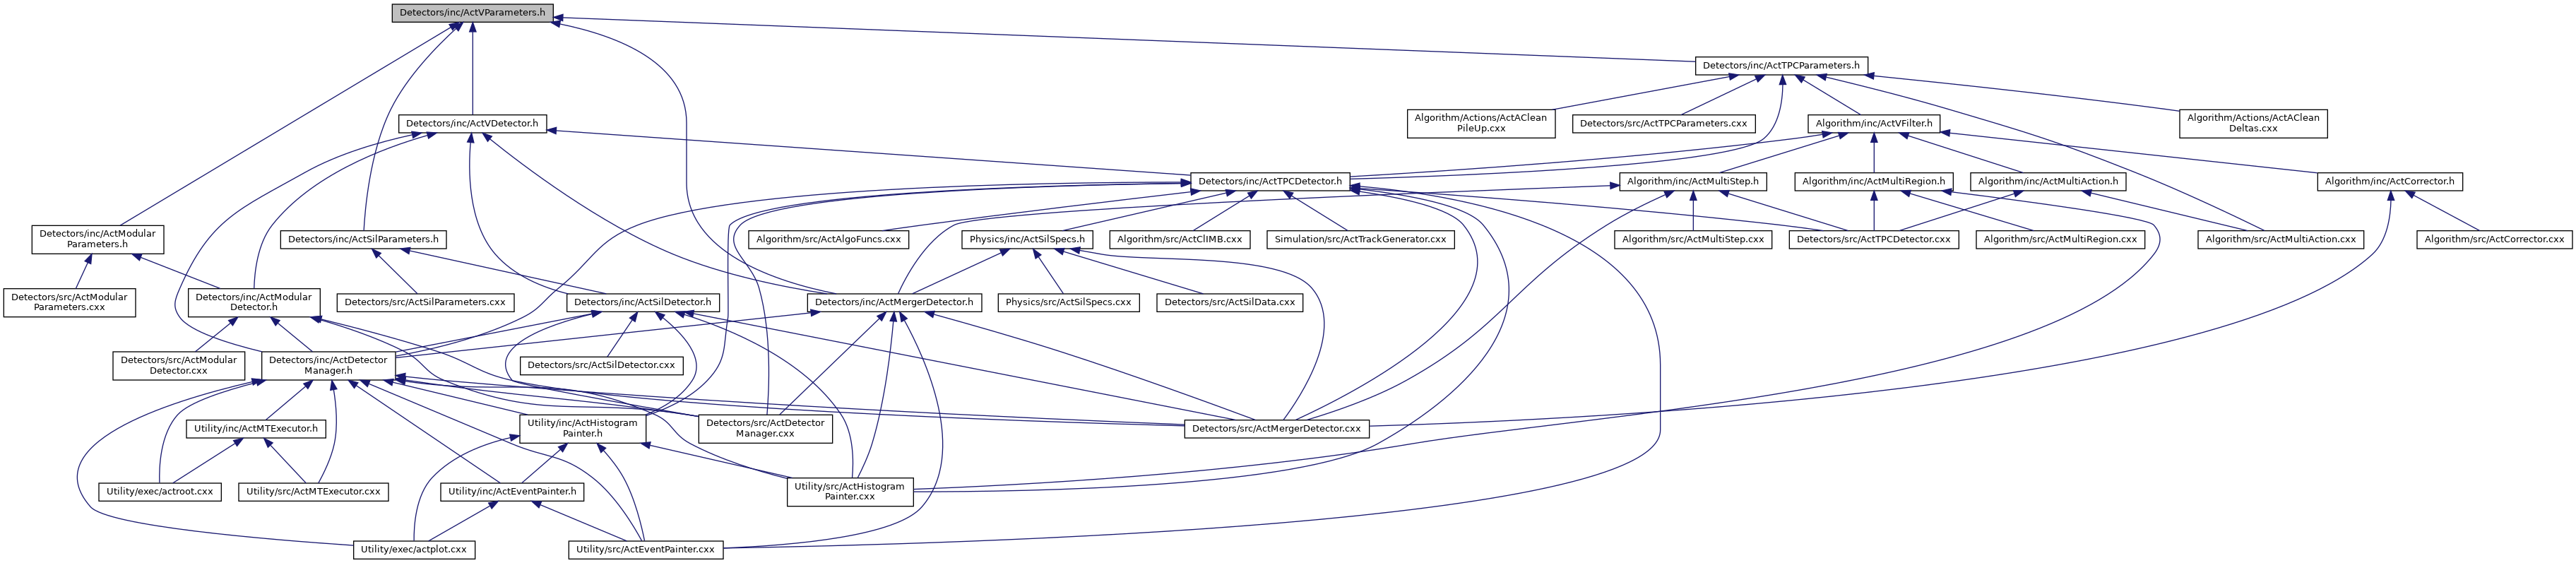 Detectors/inc/ActVParameters.h
Detectors/inc/ActTPCParameters.h
Detectors/inc/ActVDetector.h
Algorithm/Actions/ActAClean
PileUp.cxx
Detectors/src/ActTPCParameters.cxx
Algorithm/inc/ActVFilter.h
Algorithm/Actions/ActAClean
Deltas.cxx
Detectors/inc/ActTPCDetector.h
Algorithm/inc/ActMultiStep.h
Algorithm/inc/ActMultiRegion.h
Algorithm/inc/ActMultiAction.h
Algorithm/inc/ActCorrector.h
Detectors/inc/ActModular
Parameters.h
Detectors/inc/ActSilParameters.h
Algorithm/src/ActAlgoFuncs.cxx
Physics/inc/ActSilSpecs.h
Algorithm/src/ActClIMB.cxx
Simulation/src/ActTrackGenerator.cxx
Algorithm/src/ActMultiStep.cxx
Detectors/src/ActTPCDetector.cxx
Algorithm/src/ActMultiRegion.cxx
Algorithm/src/ActMultiAction.cxx
Algorithm/src/ActCorrector.cxx
Detectors/src/ActModular
Parameters.cxx
Detectors/inc/ActModular
Detector.h
Detectors/src/ActSilParameters.cxx
Detectors/inc/ActSilDetector.h
Detectors/inc/ActMergerDetector.h
Physics/src/ActSilSpecs.cxx
Detectors/src/ActSilData.cxx
Detectors/src/ActModular
Detector.cxx
Detectors/inc/ActDetector
Manager.h
Detectors/src/ActSilDetector.cxx
Utility/inc/ActMTExecutor.h
Utility/inc/ActHistogram
Painter.h
Detectors/src/ActDetector
Manager.cxx
Detectors/src/ActMergerDetector.cxx
Utility/exec/actroot.cxx
Utility/src/ActMTExecutor.cxx
Utility/inc/ActEventPainter.h
Utility/src/ActHistogram
Painter.cxx
Utility/exec/actplot.cxx
Utility/src/ActEventPainter.cxx